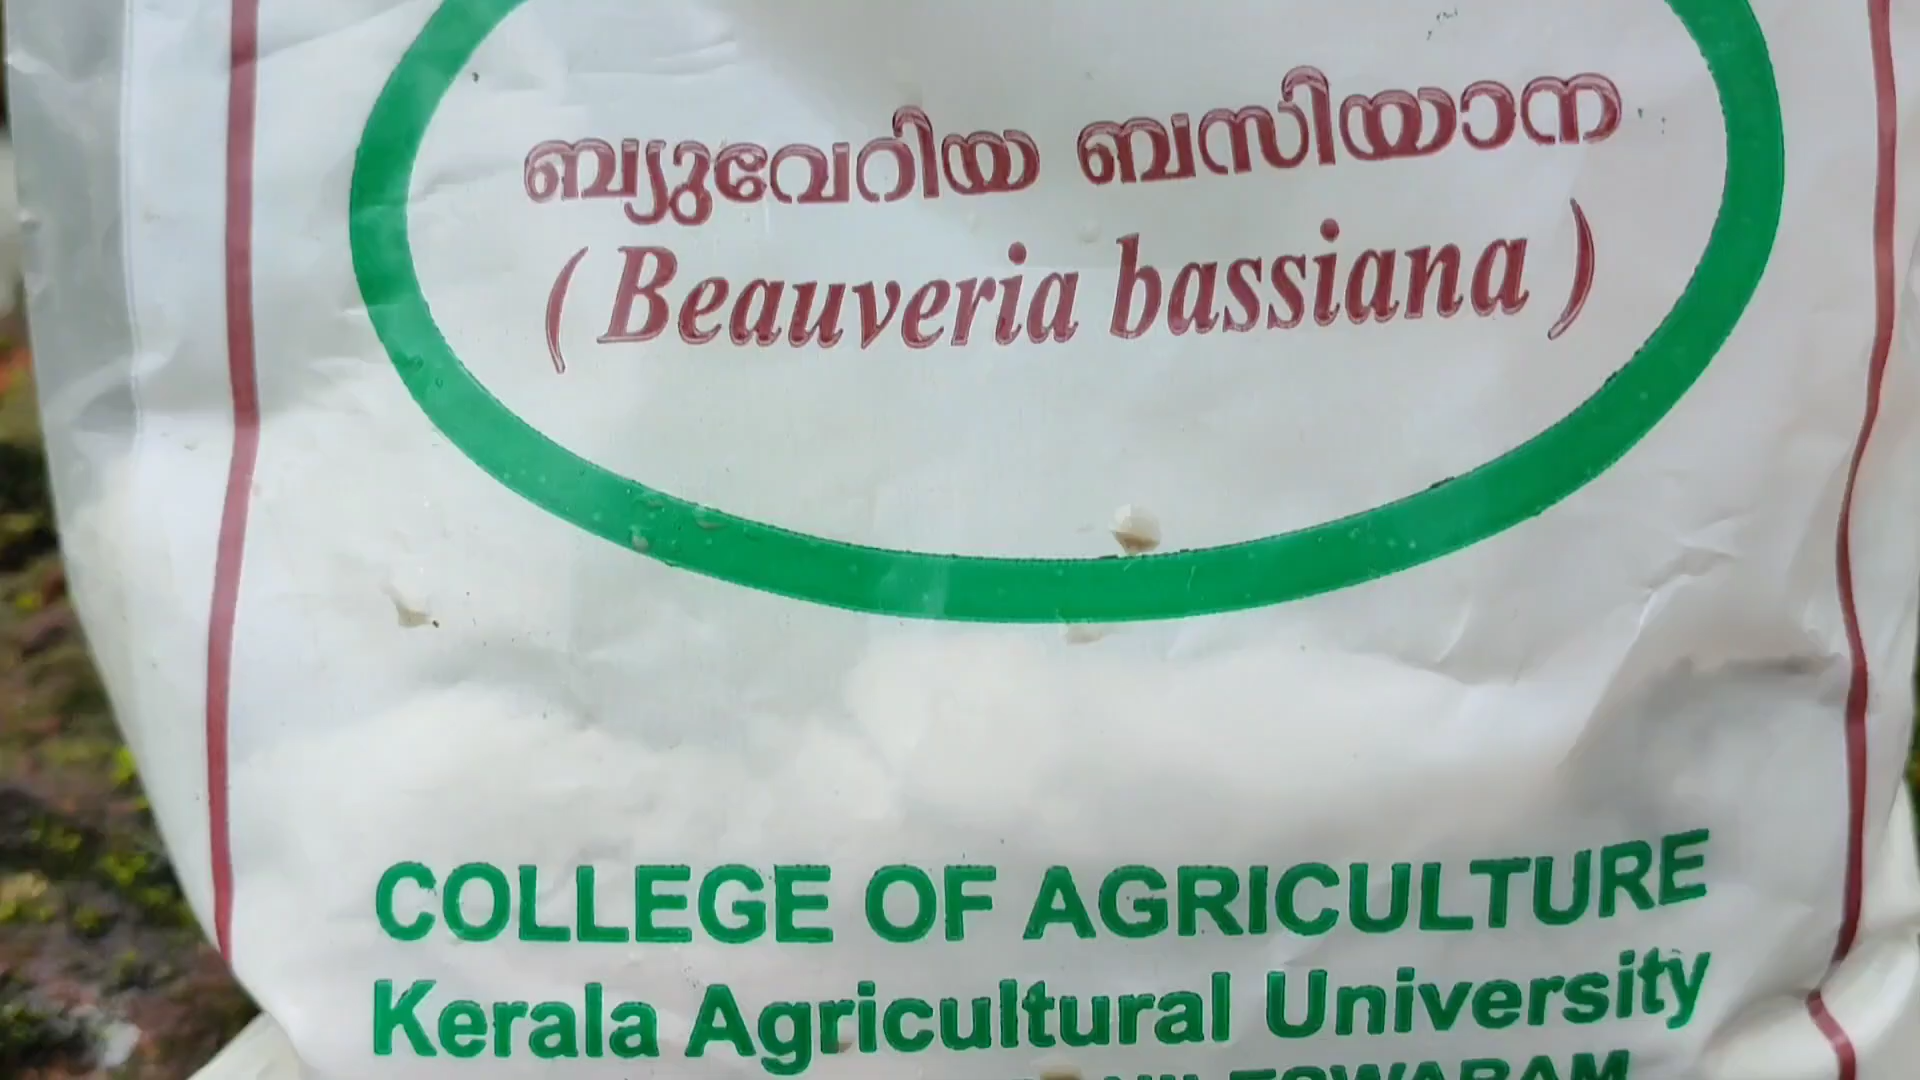 ബ്യുവേറിയ ബസിയാന
( Beauveria bassiana )
COLLEGE OF AGRICULTURE
Kerala Agricultural University